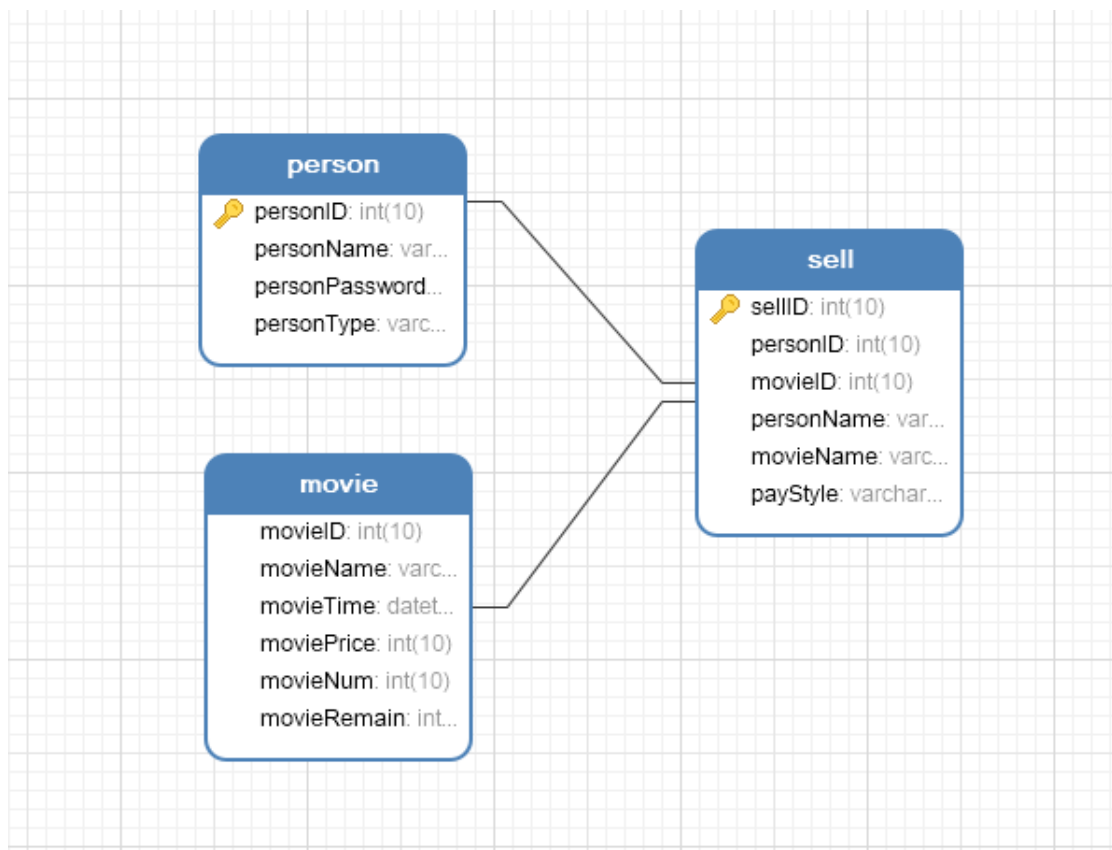 person
personID: int(10)
personName: var...
personPassword...
personType: varc...
sell
sellID: int(10)
personID: int(10)
movieID: int(10)
personName: var...
movieName: varc...
payStyle: varchar...
movie
movieID: int(10)
movieName: varc...
movieTime: datet...
moviePrice: int(10)
movieNum: int(10)
movieRemain: int...